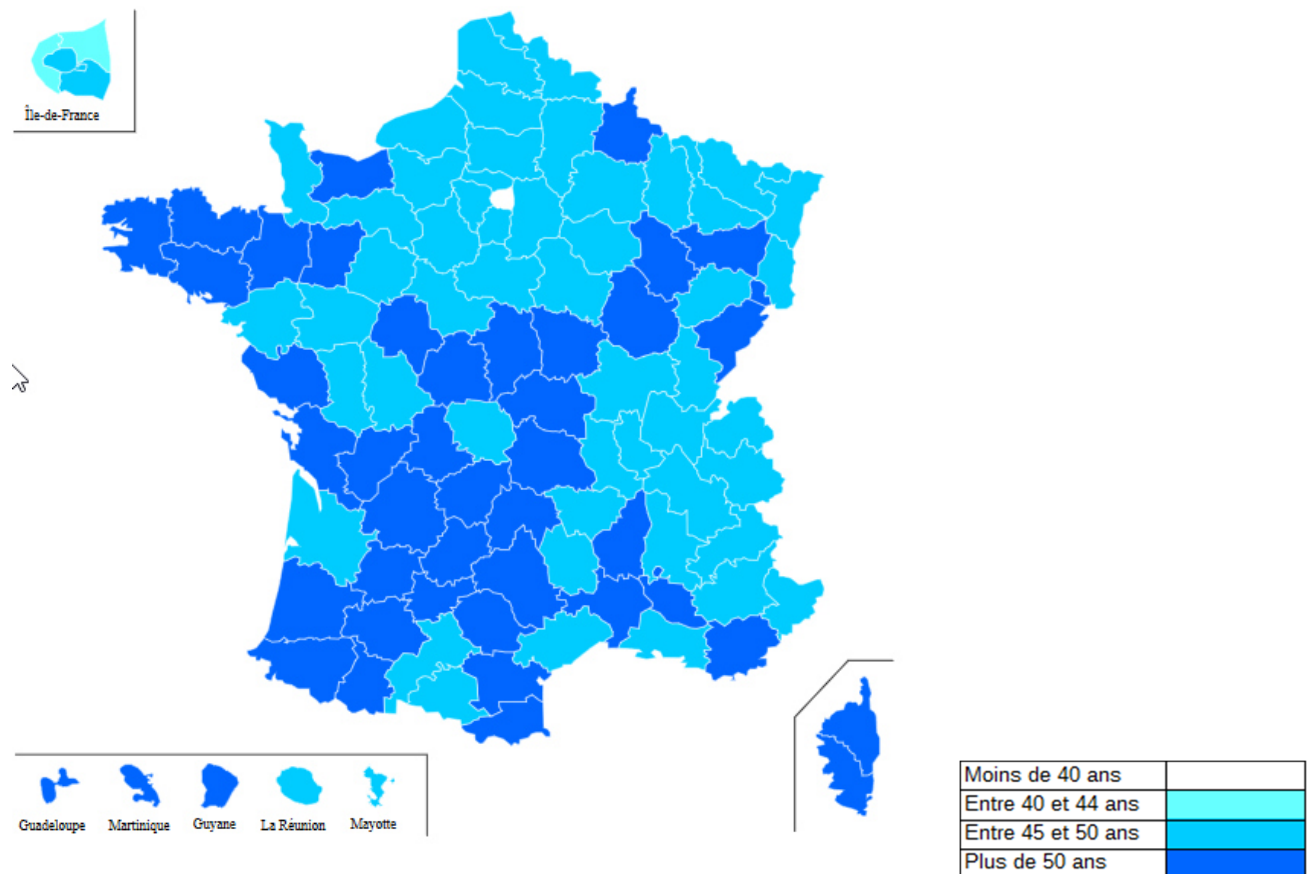 Île-de-France
Guadeloupe
Martinique
Guyane
La Réunion
Mayotte
Moins de 40 ans
Entre 40 et 44 ans
Entre 45 et 50 ans
Plus de 50 ans